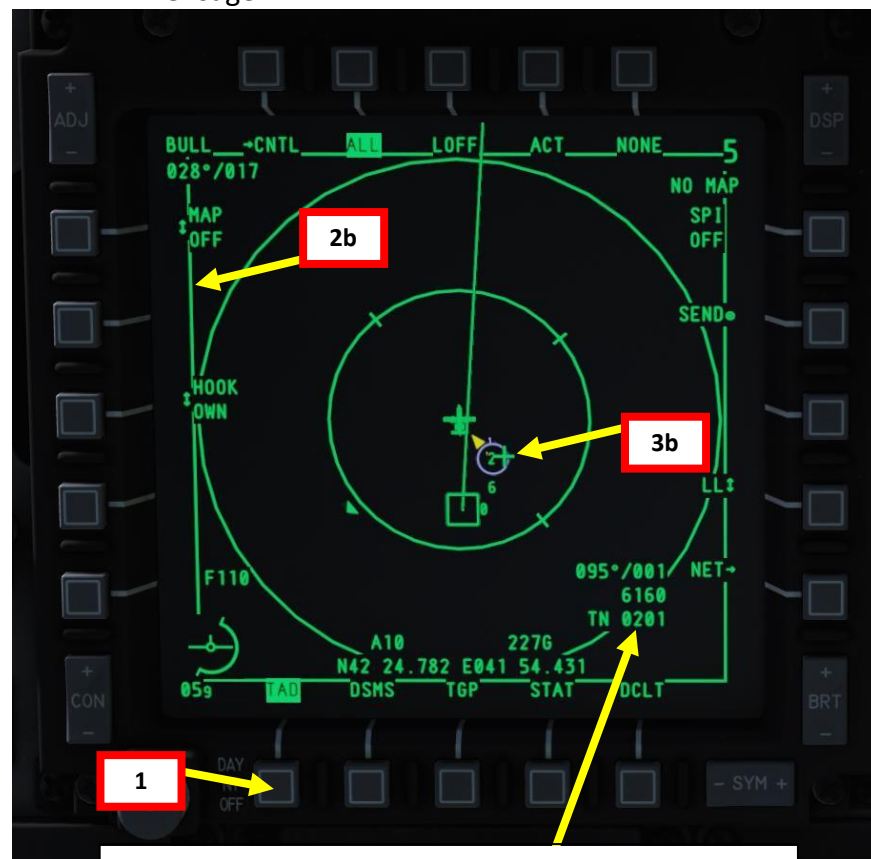 ADJ
DSP
BULL →CNTL ALL LOFF ACT NONE 5
028°/017
NO MAP
MAP
OFF
SPI
OFF
2b
SEND
HOOK
OWN
3b
2
6
0
LL↕
F110
095°/001 NET→
6160
TN 0201
A10 227G
N42 24.782 E041 54.431
059 TAD DSMS TGP STAT DCLT
CON
BRT
1
DAY
OFF
- SYM +